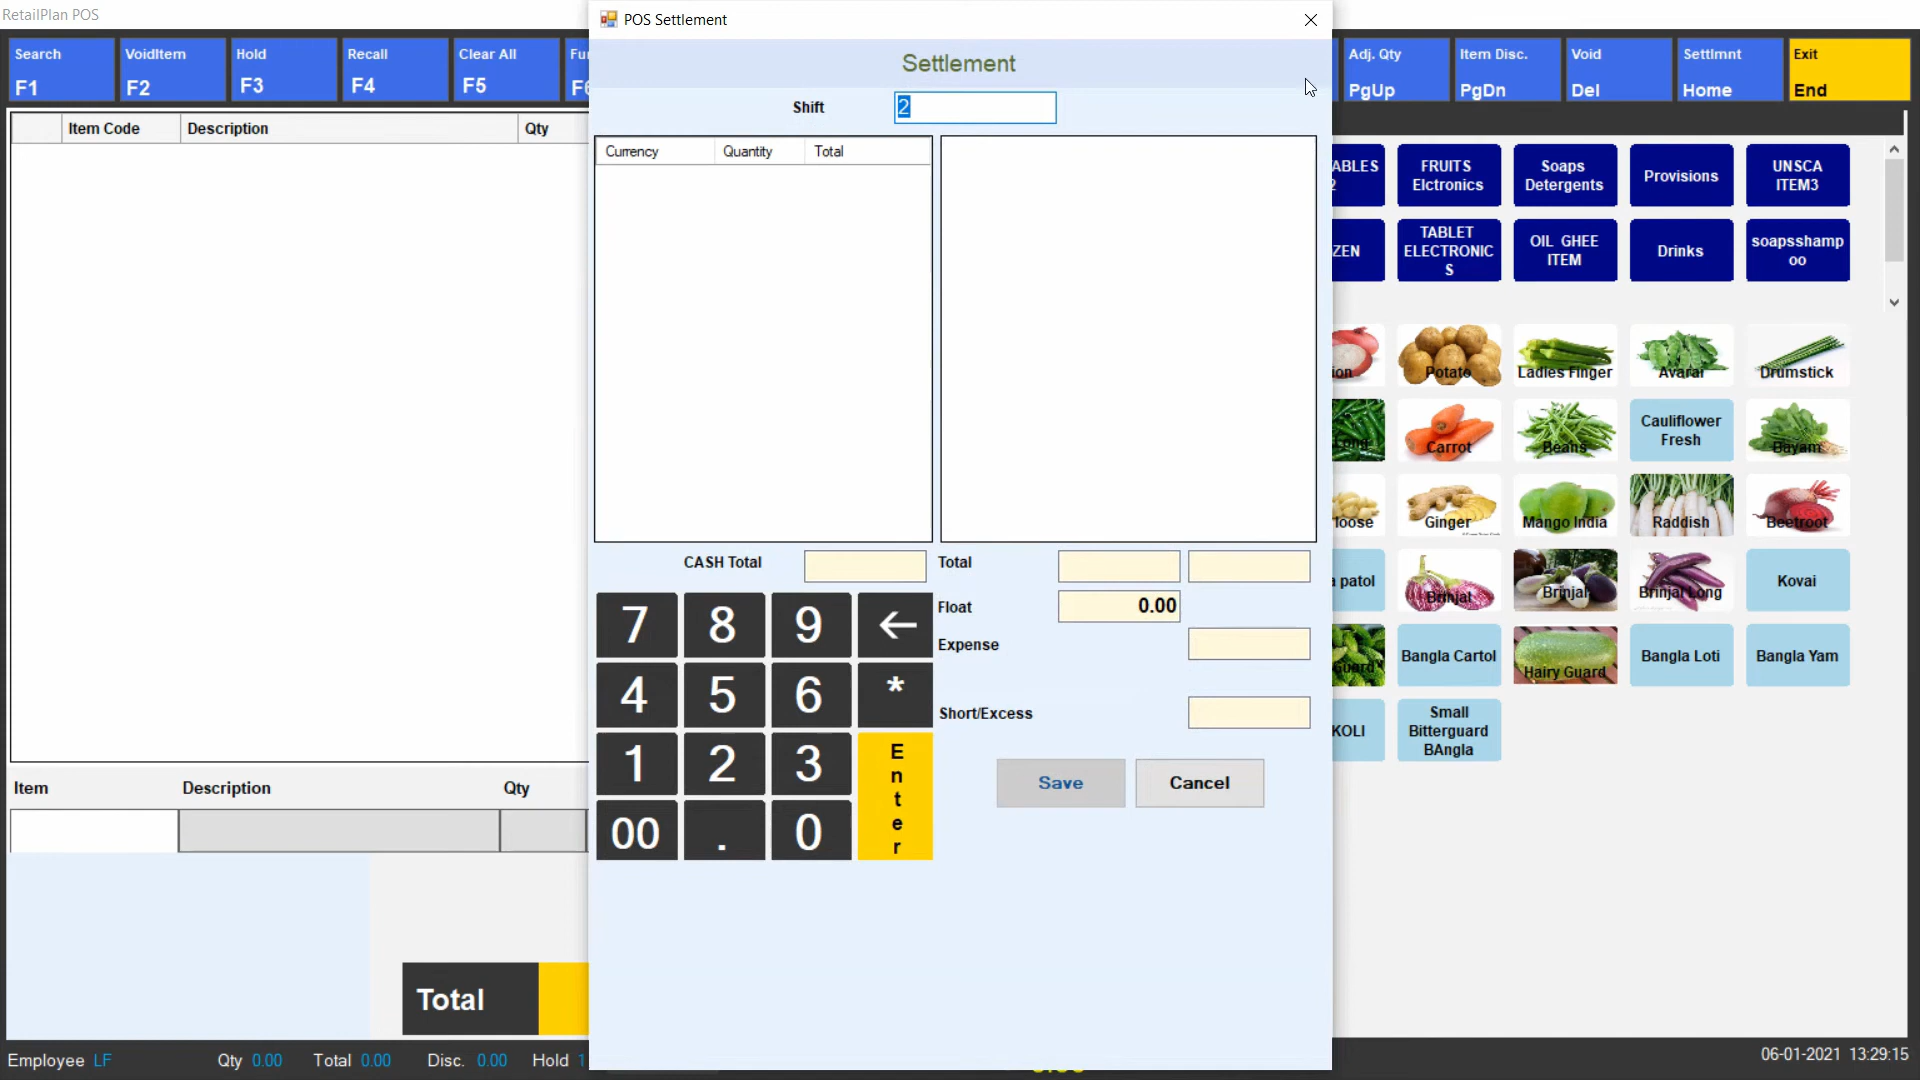 RetailPlan POS
POS Settlement
Search
F1
VoidItem
F2
Hold
F3
Recall
F4
Clear All
F5
Settlement
Adj. Qty
PgUp
Item Disc.
PgDn
Void
Del
Settlmnt
Home
Exit
End
Shift 2
Item Code Description Qty
Currency Quantity Total
FRUITS
Elctronics
Soaps
Detergents
Provisions
UNSCA
ITEM3
TABLET
ELECTRONIC
S
OIL GHEE
ITEM
Drinks
soapsshamp
oo
Potato
Ladies Finger
Avarai
Drumstick
Long
Carrot
Beans
Cauliflower
Fresh
Bayam
loose
Ginger
Mango India
Raddish
Beetroot
patol
Brinjal
Brinjal
Brinjal Long
Kovai
Bangla Cartol
Hairy Guard
Bangla Loti
Bangla Yam
KOLI
Small
Bitterguard
BAngla
CASH Total
Total
Float 0.00
Expense
Short/Excess
7 8 9 ←
4 5 6 *
1 2 3
00 . 0
E
n
t
e
r
Save Cancel
Item Description Qty
Total
Employee LF Qty 0.00 Total 0.00 Disc. 0.00 Hold 1
06-01-2021 13:29:15